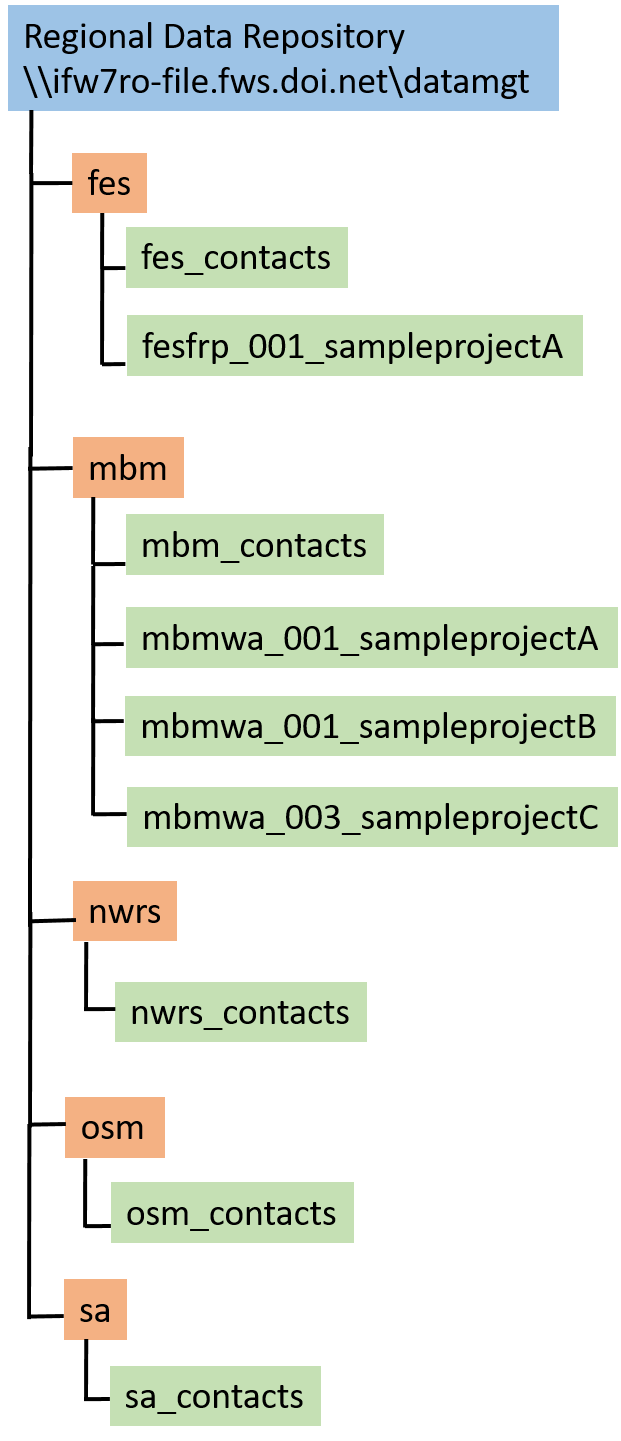 Regional Data Repository
\\ifw7ro-file.fws.doi.net\datamgt
fes
fes_contacts
fesfrp_001_sampleprojectA
mbm
mbm_contacts
mbmwa_001_sampleprojectA
mbmwa_001_sampleprojectB
mbmwa_003_sampleprojectC
nwrs
nwrs_contacts
osm
osm_contacts
sa
sa_contacts